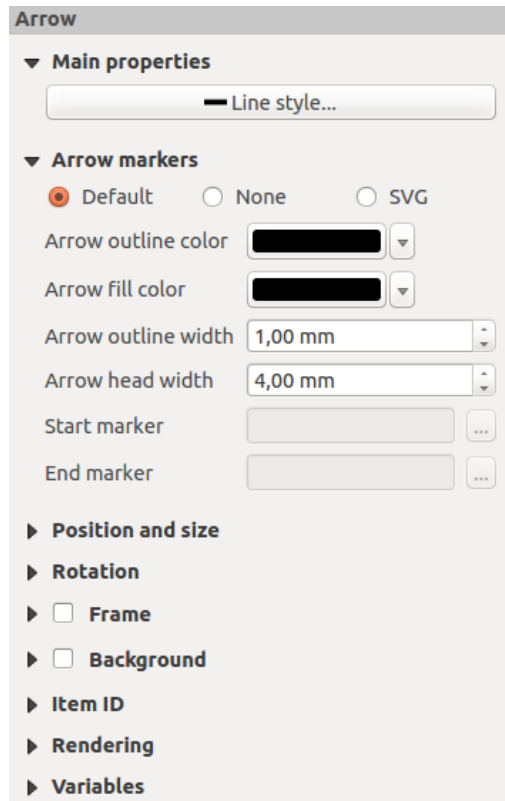 Arrow
Main properties
Line style...
Arrow markers
Default None SVG
Arrow outline color
Arrow fill color
Arrow outline width 1,00 mm
Arrow head width 4,00 mm
Start marker ...
End marker ...
Position and size
Rotation
Frame
Background
Item ID
Rendering
Variables